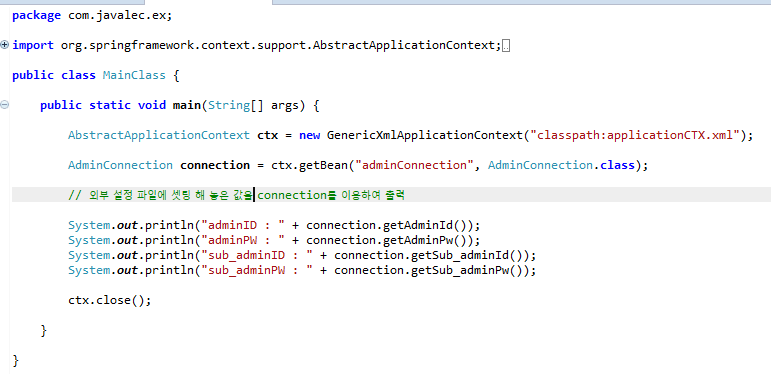 package com.javalec.ex;
import org.springframework.context.support.AbstractApplicationContext;
public class MainClass {
public static void main(String[] args) {
AbstractApplicationContext ctx = new GenericXmlApplicationContext("classpath:applicationCTX.xml");
AdminConnection connection = ctx.getBean("adminConnection", AdminConnection.class);
// 외부 설정 파일에 셋팅 해 놓은 값을 connection를 이용하여 출력
System.out.println("adminID : " + connection.getAdminId());
System.out.println("adminPW : " + connection.getAdminPw());
System.out.println("sub_adminID : " + connection.getSub_adminId());
System.out.println("sub_adminPW : " + connection.getSub_adminPw());
ctx.close();
}
}